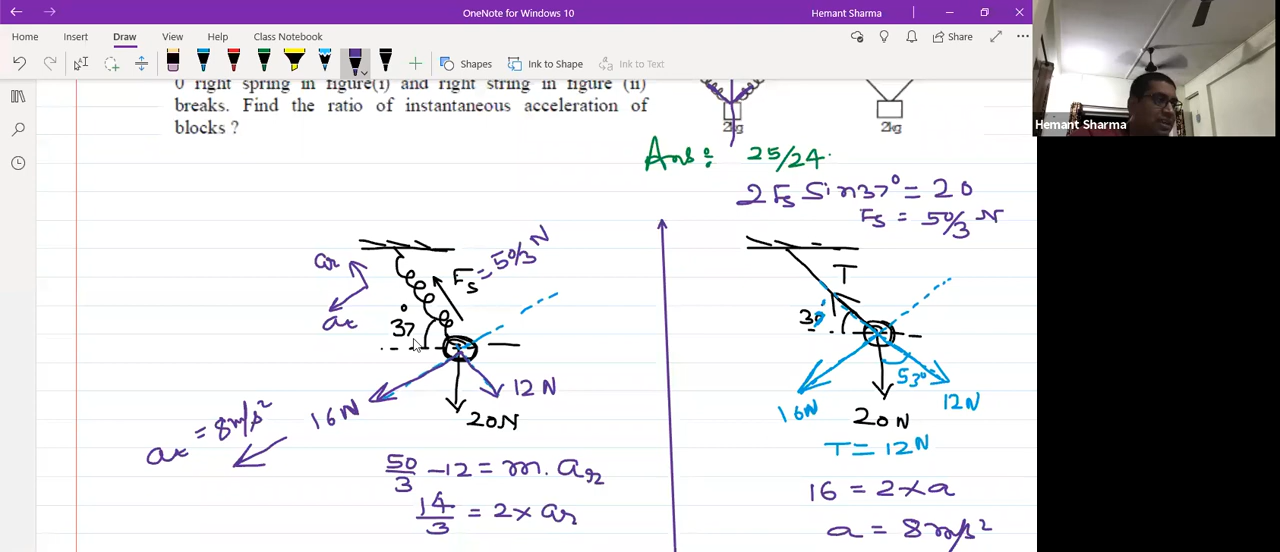 OneNote for Windows 10
Hemant Sharma
Home Insert Draw View Help Class Notebook
Share
Shapes Ink to Shape Ink to Text
0 right spring in figure(i) and right string in figure (ii)
breaks. Find the ratio of instantaneous acceleration of
blocks ?
2kg
2kg
Hemant Sharma
Ans: 25/24.
2 Fs Sin37° = 20
Fs = 50/3 N
ar
at
Fs = 50/3 N
37°
16N
12 N
20N
at = 8m/s²
50/3 - 12 = m. ar
14/3 = 2 x ar
T
53°
16N
12N
20 N
T = 12N
16 = 2 x a
a = 8m/s²